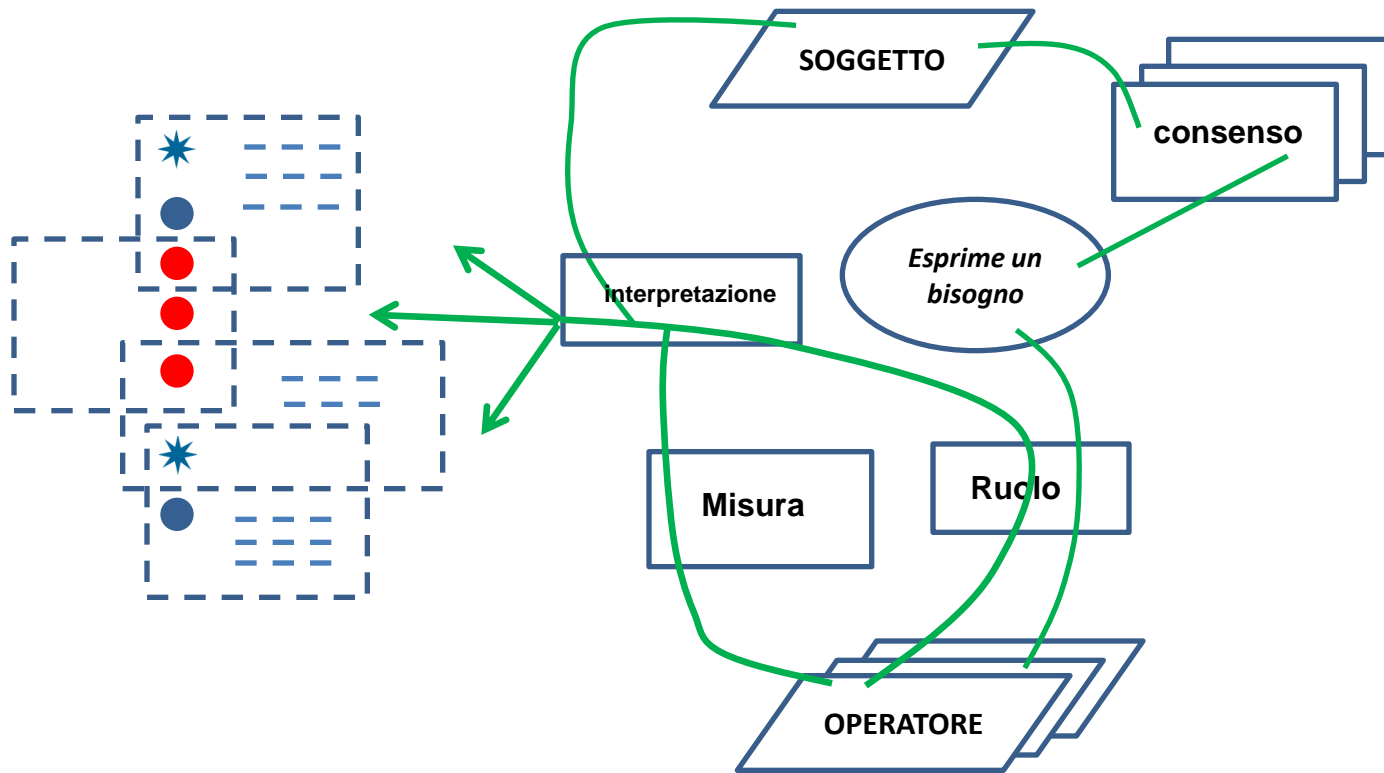 SOGGETTO
consenso
Esprime un
bisogno
interpretazione
Misura
Ruolo
OPERATORE